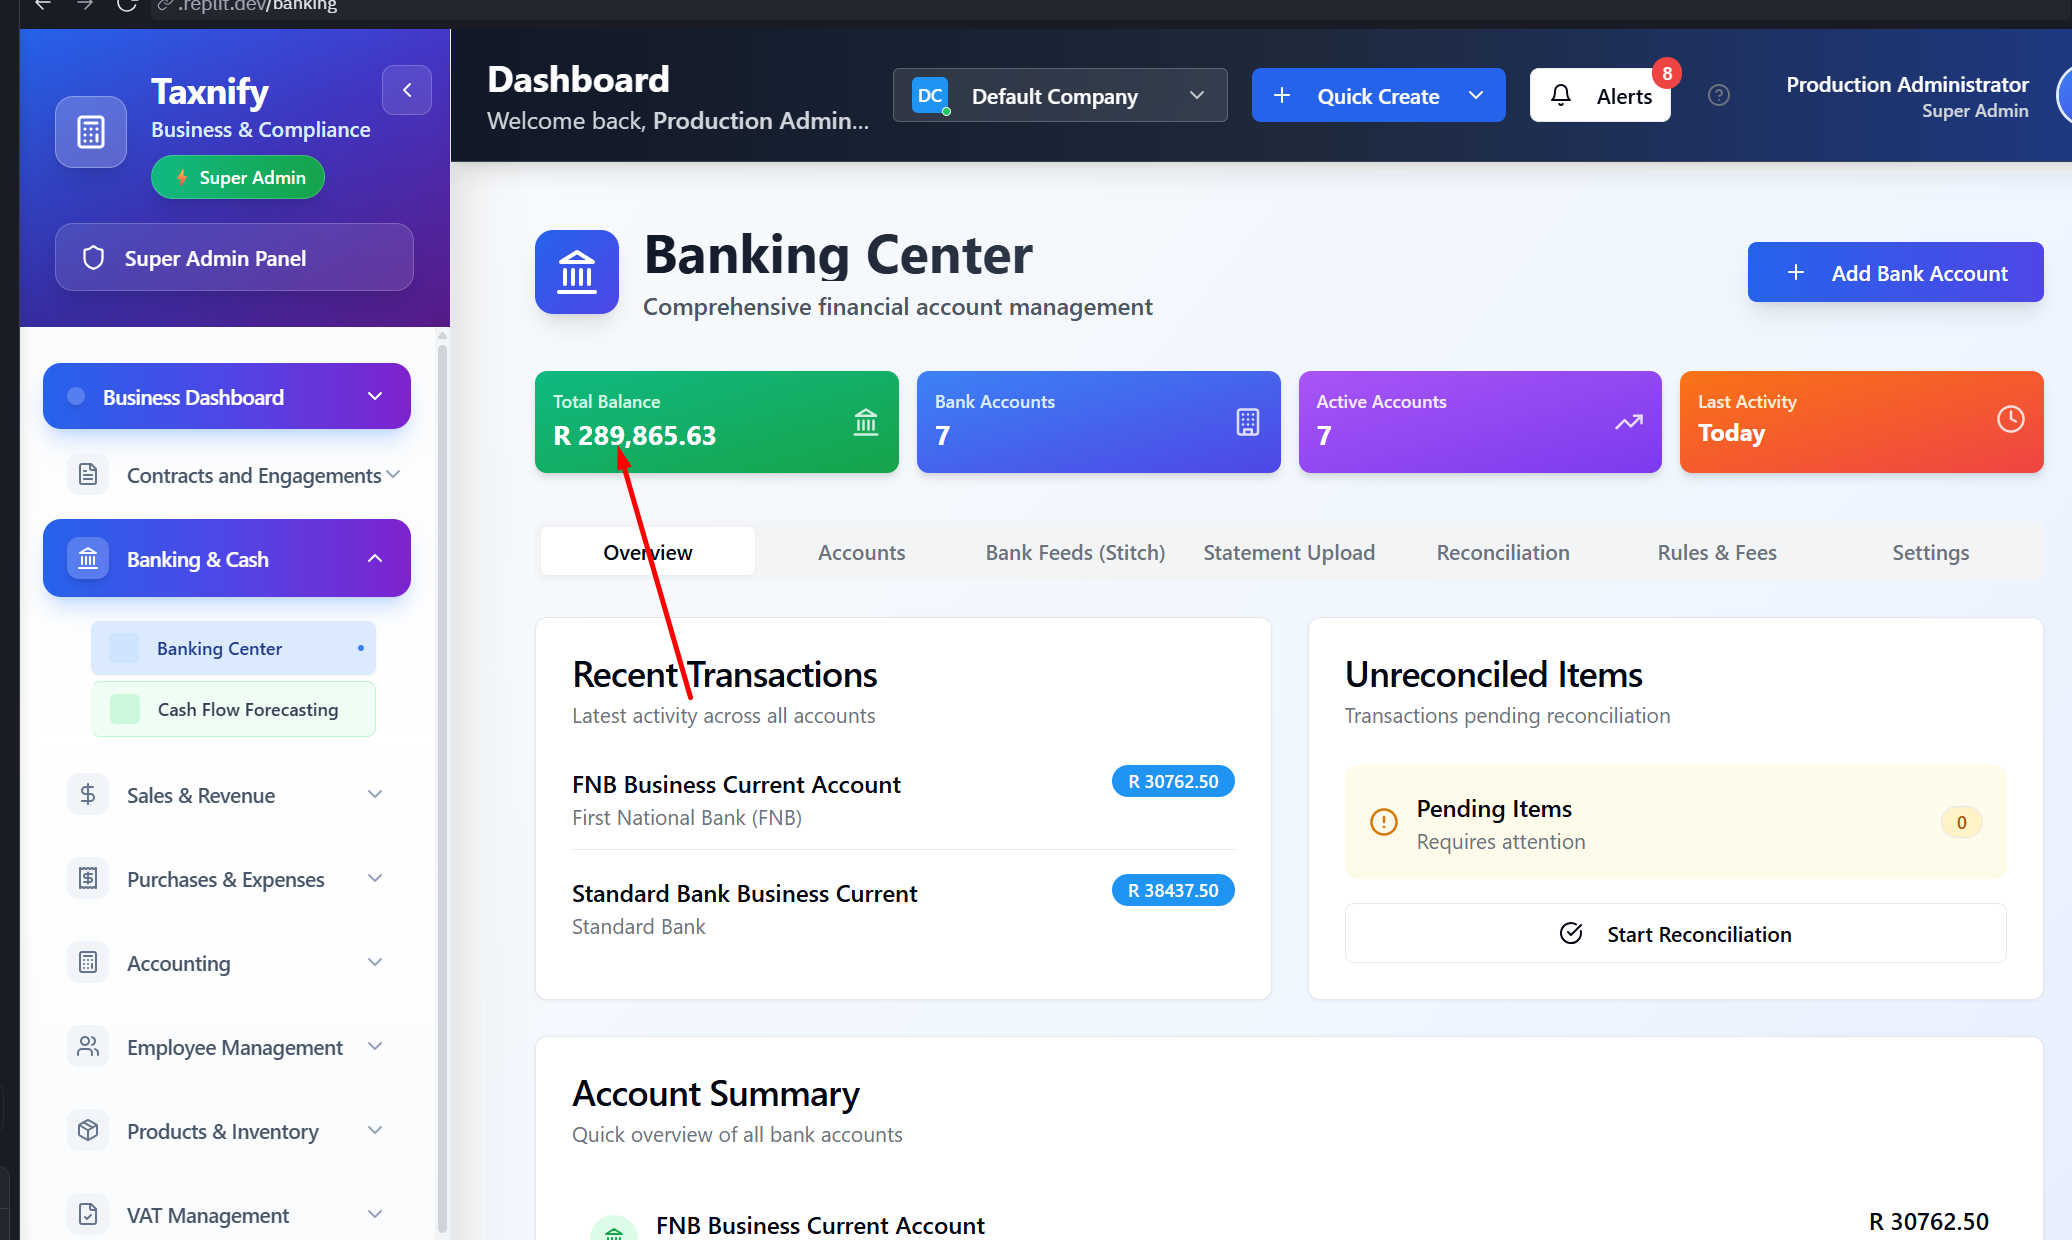 .replit.dev/banking
Taxnify
Business & Compliance
Super Admin
Super Admin Panel
Business Dashboard
Contracts and Engagements
Banking & Cash
Banking Center
Cash Flow Forecasting
Sales & Revenue
Purchases & Expenses
Accounting
Employee Management
Products & Inventory
VAT Management
Dashboard
Welcome back, Production Admin...
DC
Default Company
Quick Create
Alerts
8
Production Administrator
Super Admin
Banking Center
Comprehensive financial account management
Add Bank Account
Total Balance
R 289,865.63
Bank Accounts
7
Active Accounts
7
Last Activity
Today
Overview
Accounts
Bank Feeds (Stitch)
Statement Upload
Reconciliation
Rules & Fees
Settings
Recent Transactions
Latest activity across all accounts
FNB Business Current Account
R 30762.50
First National Bank (FNB)
Standard Bank Business Current
R 38437.50
Standard Bank
Unreconciled Items
Transactions pending reconciliation
Pending Items
Requires attention
0
Start Reconciliation
Account Summary
Quick overview of all bank accounts
FNB Business Current Account
R 30762.50